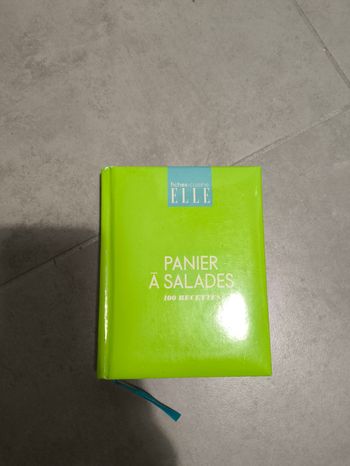 fiches cuisine
ELLE
PANIER
À SALADES
100 RECETTES